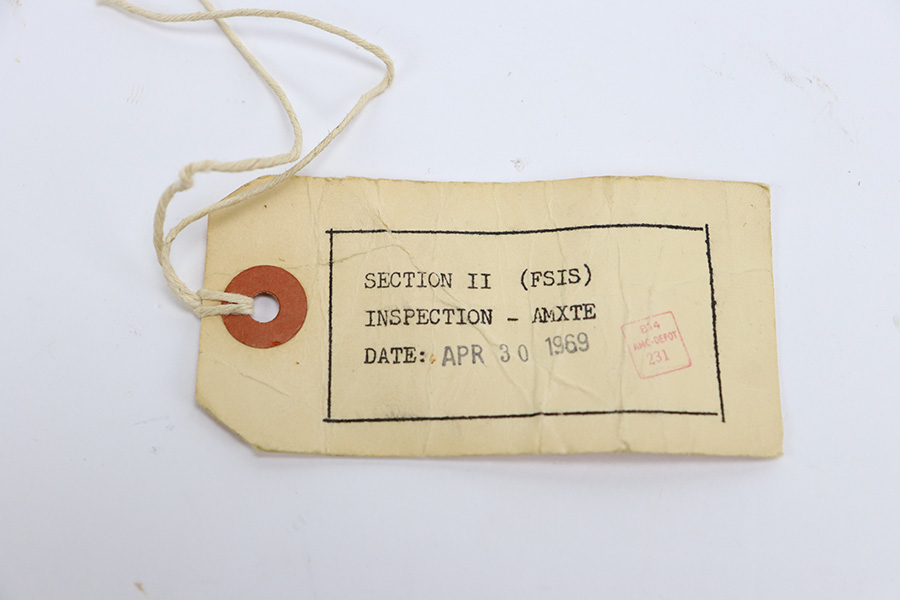 SECTION II (FSIS)
INSPECTION - AMXTE
DATE: APR 30 1969
AMC-DEPOT
231